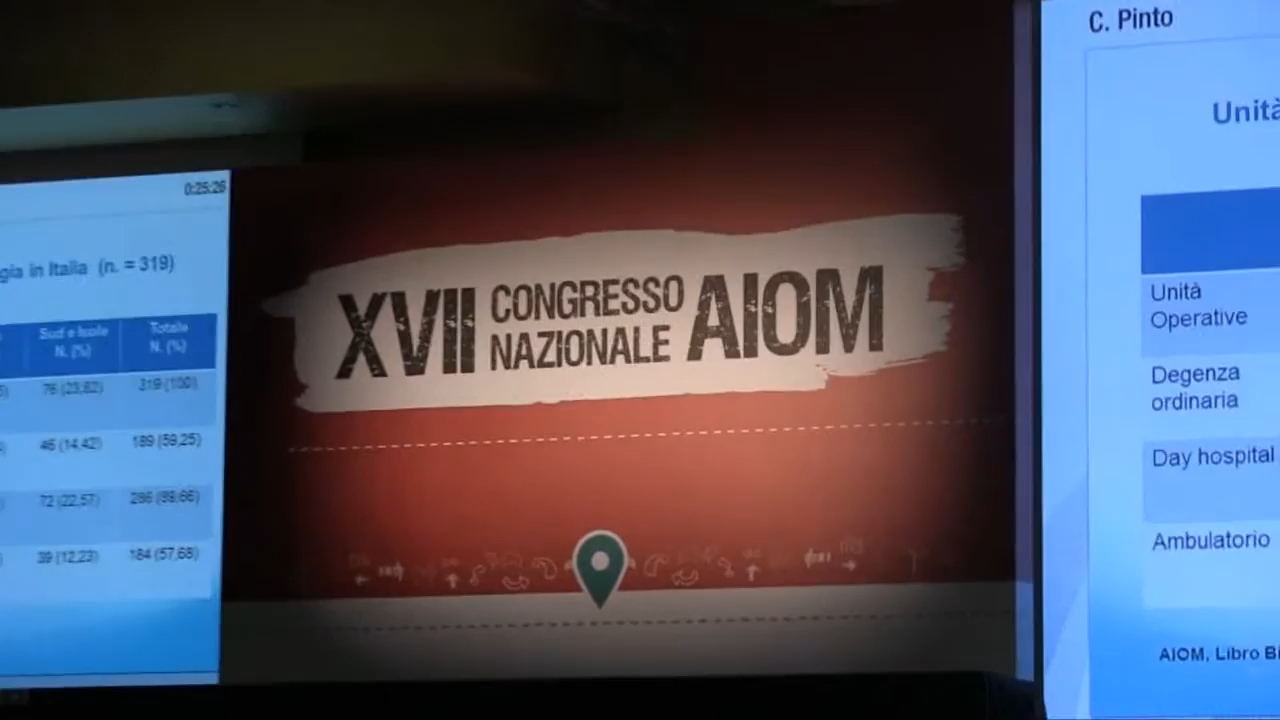 0:25:26
gia in Italia (n. = 319)
Sud e Isole
N. (%)
Totale
N. (%)
76 (23,82)
319 (100)
46 (14,42)
189 (59,25)
72 (22,57)
286 (89,66)
39 (12,23)
184 (57,68)
XVII CONGRESSO NAZIONALE AIOM
C. Pinto
Unità
Unità
Operative
Degenza
ordinaria
Day hospital
Ambulatorio
AIOM, Libro Bi